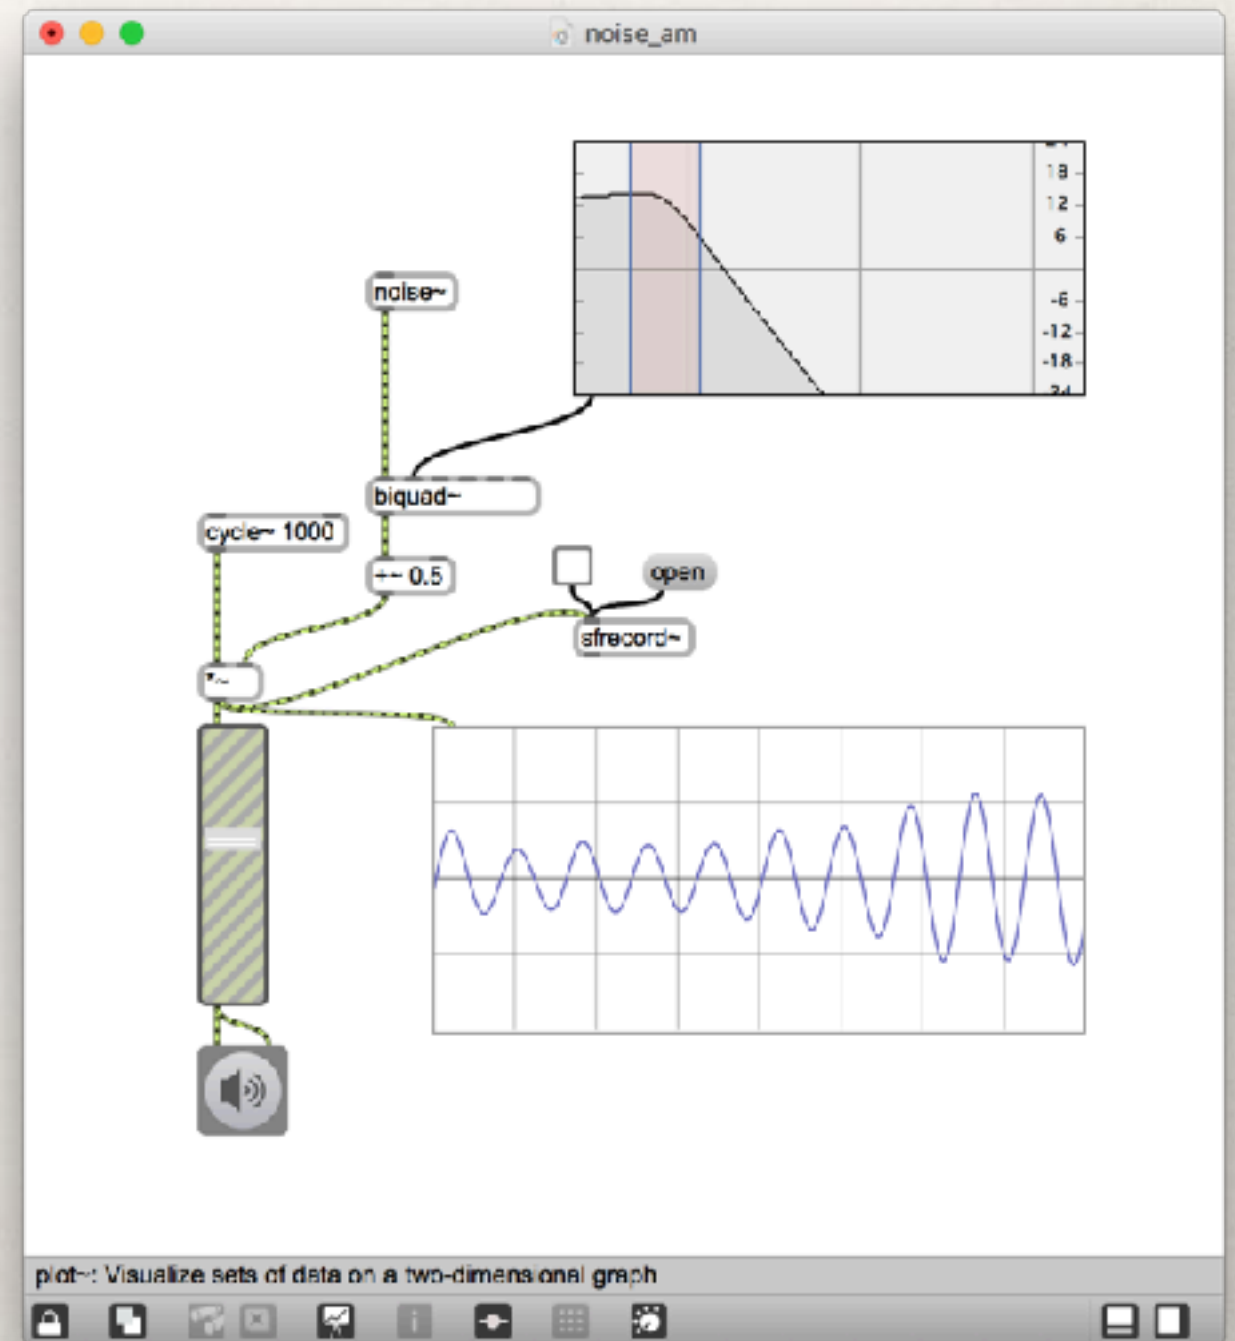 noise_am
18
12
6
-6
-12
-18
noise~
biquad~
cycle~ 1000
+~ 0.5
open
sfrecord~
*~
plot~: Visualize sets of data on a two-dimensional graph